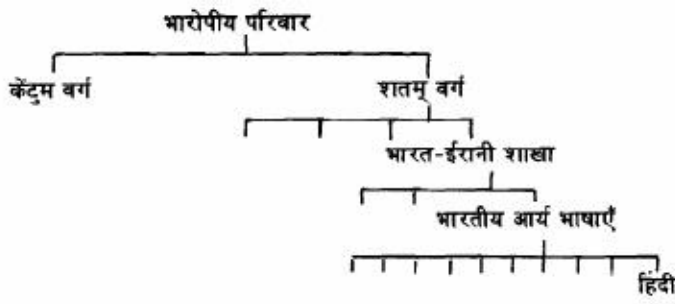 भारोपीय परिवार
केंटुम वर्ग शतम् वर्ग
भारत-ईरानी शाखा
भारतीय आर्य भाषाएँ
हिंदी